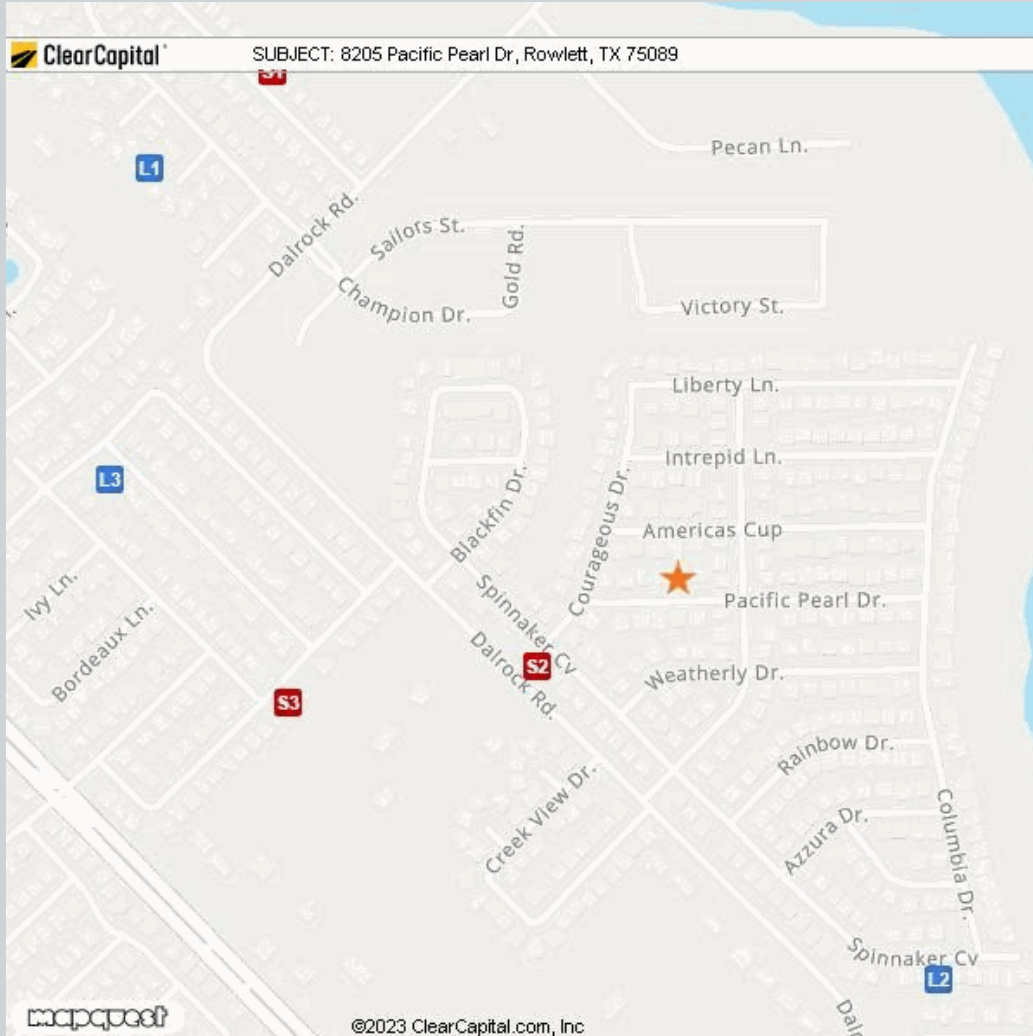 ClearCapital
SUBJECT: 8205 Pacific Pearl Dr, Rowlett, TX 75089
S1
Pecan Ln.
L1
Dalrock Rd.
Sailors St.
Gold Rd.
Champion Dr.
Victory St.
Liberty Ln.
Intrepid Ln.
L3
Courageous Dr.
Americas Cup
Blackfin Dr.
Ivy Ln.
Spinnaker Cv
Pacific Pearl Dr.
Bordeaux Ln.
Dalrock Rd.
S2
Weatherly Dr.
S3
Rainbow Dr.
Creek View Dr.
Azzura Dr.
Columbia Dr.
Spinnaker Cv
L2
mapquest
©2023 ClearCapital.com, Inc